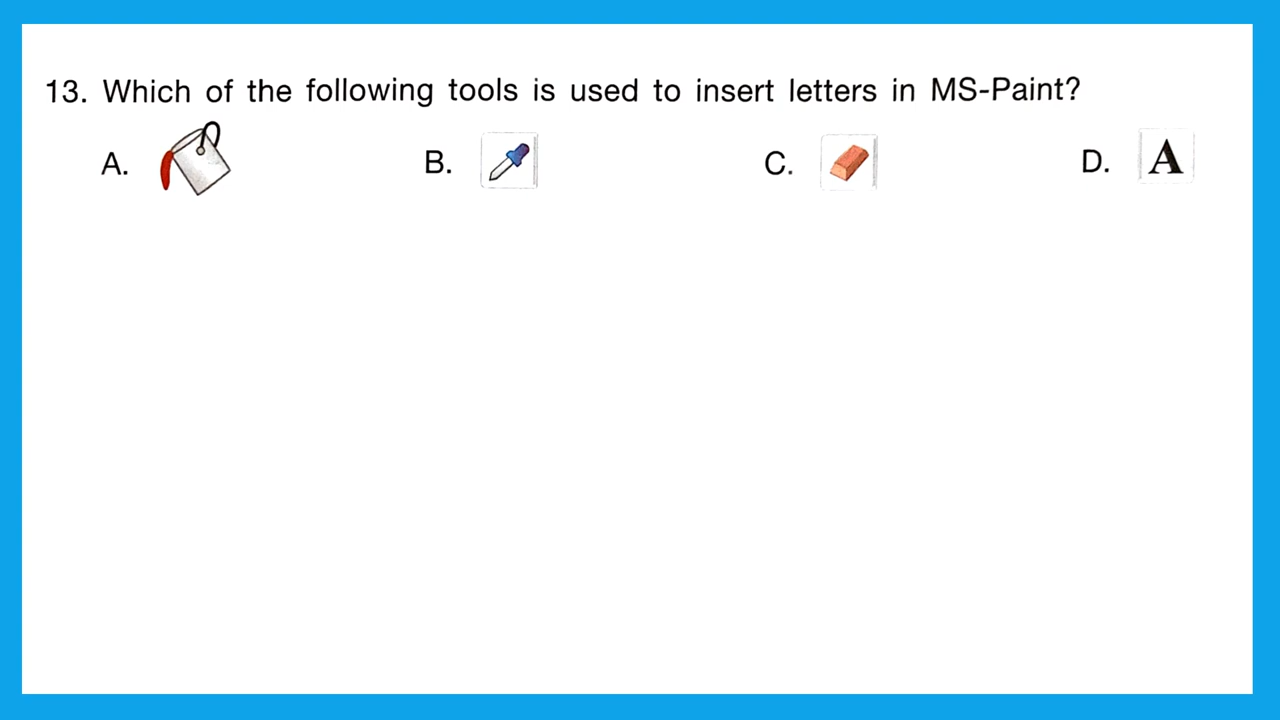 13. Which of the following tools is used to insert letters in MS-Paint?
A. B. C. D. A